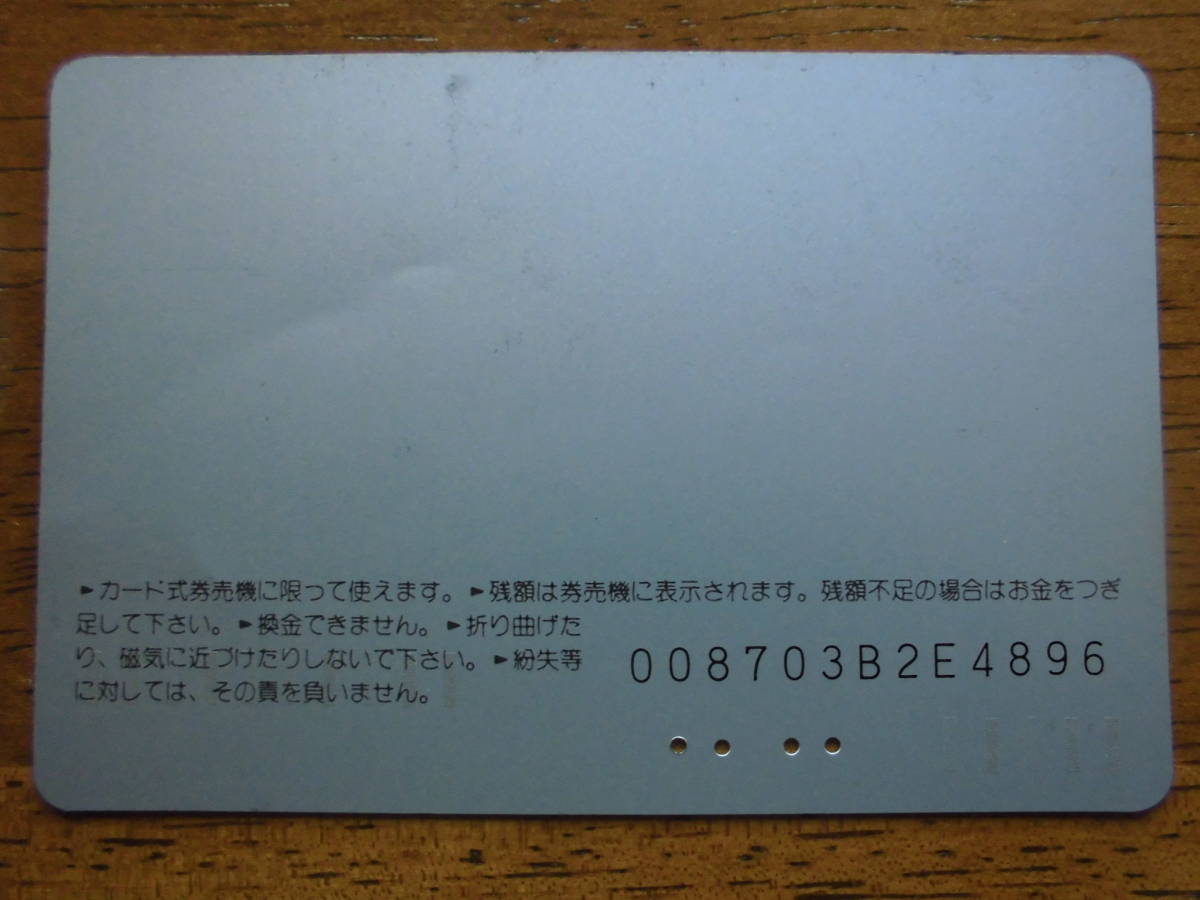 ►カード式券売機に限って使えます。►残額は券売機に表示されます。残額不足の場合はお金をつぎ
足して下さい。►換金できません。►折り曲げた
り、磁気に近づけたりしないで下さい。►紛失等
に対しては、その責を負いません。
008703B2E4896